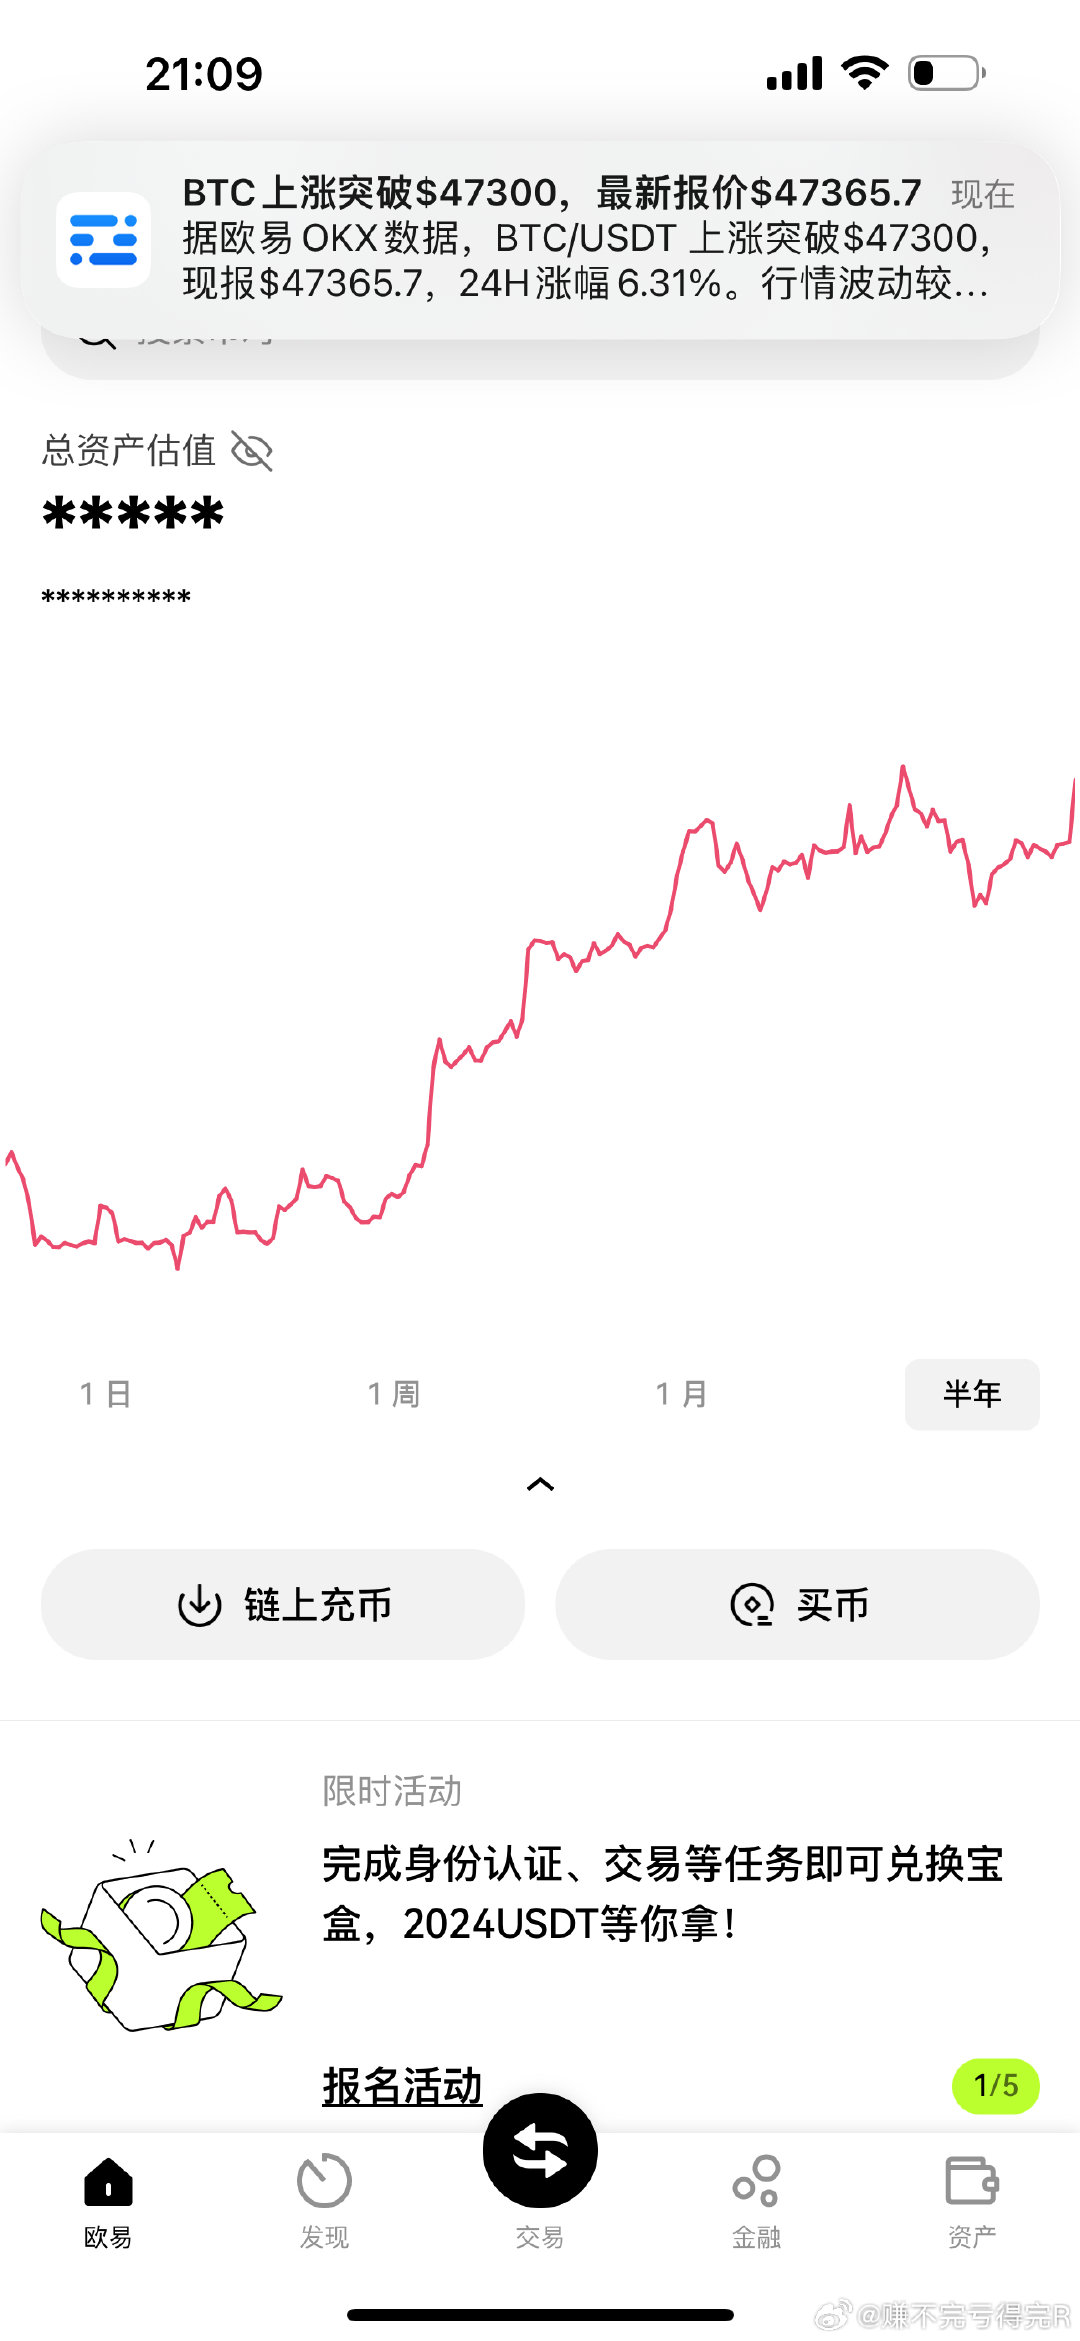 21:09
BTC上涨突破$47300，最新报价$47365.7 现在
据欧易OKX数据，BTC/USDT 上涨突破$47300，
现报$47365.7，24H涨幅6.31%。行情波动较...
总资产估值
*****
**********
1 日 1 周 1 月 半年
链上充币 买币
限时活动
完成身份认证、交易等任务即可兑换宝
盒，2024USDT等你拿！
报名活动 1/5
欧易 发现 交易 金融 资产
@赚不完亏得完R